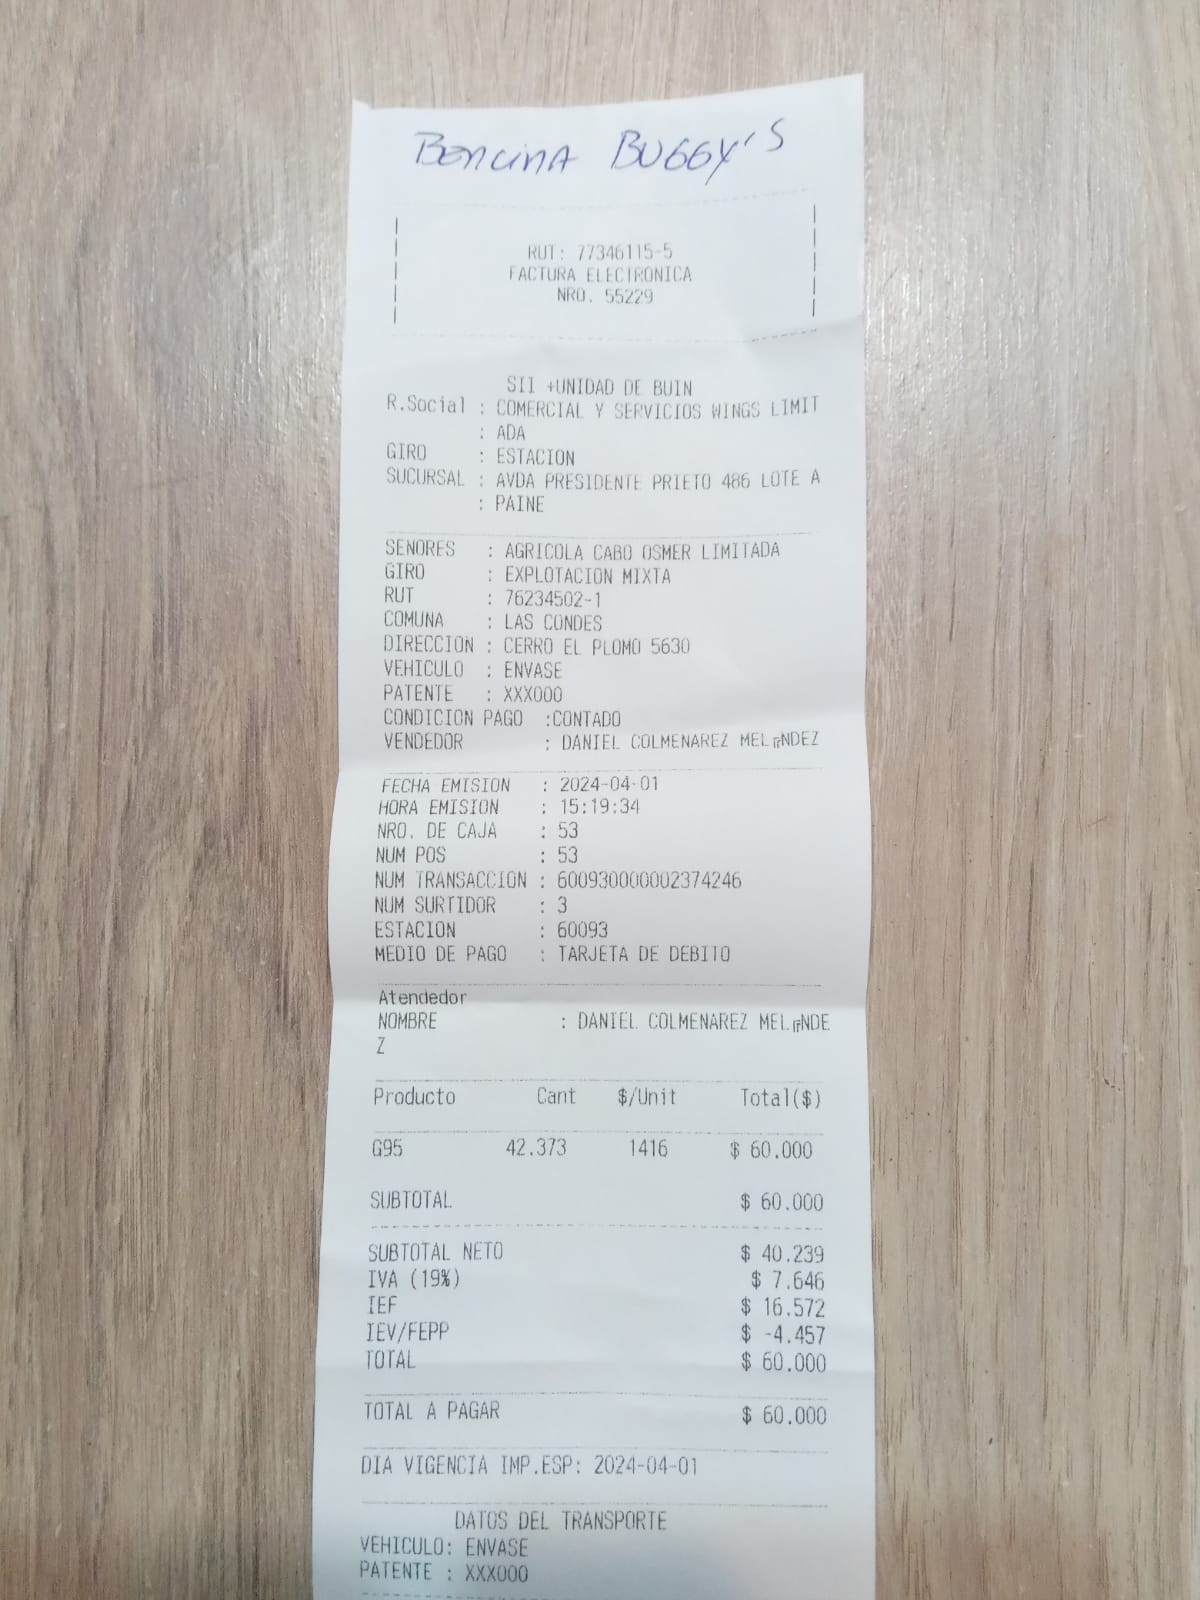 BENCINA BUGGY'S
RUT: 77346115-5
FACTURA ELECTRONICA
NRO. 55229
SII +UNIDAD DE BUIN
R.Social : COMERCIAL Y SERVICIOS WINGS LIMIT
: ADA
GIRO : ESTACION
SUCURSAL : AVDA PRESIDENTE PRIETO 486 LOTE A
: PAINE
SENORES : AGRICOLA CABO OSMER LIMITADA
GIRO : EXPLOTACION MIXTA
RUT : 76234502-1
COMUNA : LAS CONDES
DIRECCION : CERRO EL PLOMO 5630
VEHICULO : ENVASE
PATENTE : XXX000
CONDICION PAGO :CONTADO
VENDEDOR : DANIEL COLMENAREZ MEL╔NDEZ
FECHA EMISION : 2024-04-01
HORA EMISION : 15:19:34
NRO. DE CAJA : 53
NUM POS : 53
NUM TRANSACCION : 600930000002374246
NUM SURTIDOR : 3
ESTACION : 60093
MEDIO DE PAGO : TARJETA DE DEBITO
Atendedor
NOMBRE : DANIEL COLMENAREZ MEL╔NDE
Z
Producto Cant $/Unit Total($)
G95 42.373 1416 $ 60.000
SUBTOTAL $ 60.000
SUBTOTAL NETO $ 40.239
IVA (19%) $ 7.646
IEF $ 16.572
IEV/FEPP $ -4.457
TOTAL $ 60.000
TOTAL A PAGAR $ 60.000
DIA VIGENCIA IMP.ESP: 2024-04-01
DATOS DEL TRANSPORTE
VEHICULO: ENVASE
PATENTE : XXX000